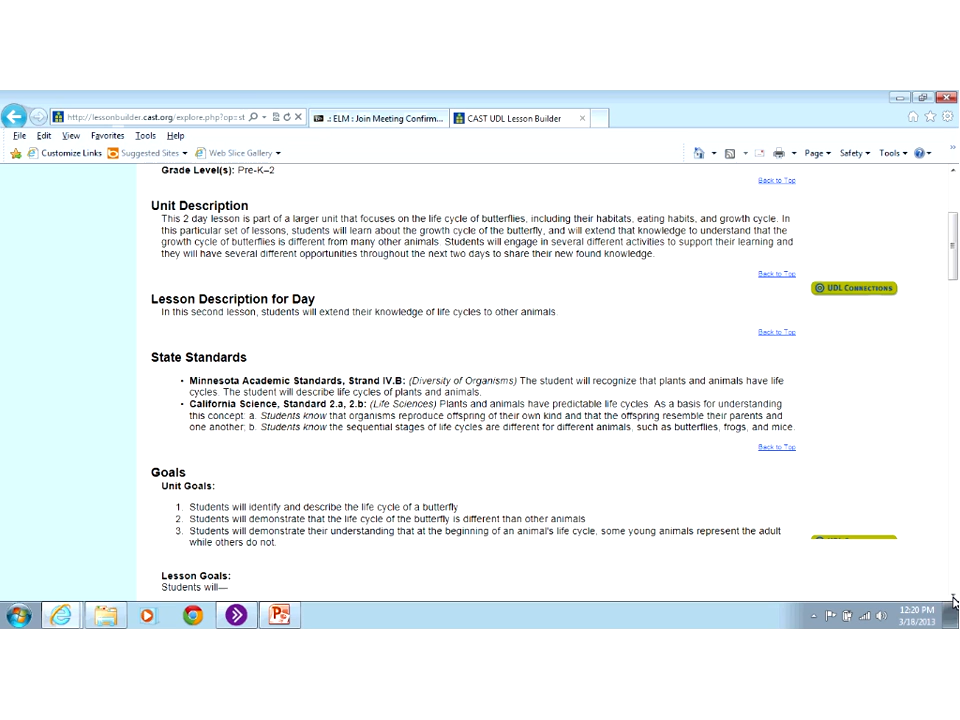 http://lessonbuilder.cast.org/explore.php?op=st
.: ELM : Join Meeting Confirm...
CAST UDL Lesson Builder
File Edit View Favorites Tools Help
Customize Links Suggested Sites Web Slice Gallery
Page Safety Tools
Grade Level(s): Pre-K–2
Back to Top
Unit Description
This 2 day lesson is part of a larger unit that focuses on the life cycle of butterflies, including their habitats, eating habits, and growth cycle. In
this particular set of lessons, students will learn about the growth cycle of the butterfly, and will extend that knowledge to understand that the
growth cycle of butterflies is different from many other animals. Students will engage in several different activities to support their learning and
they will have several different opportunities throughout the next two days to share their new found knowledge.
Back to Top
UDL Connections
Lesson Description for Day
In this second lesson, students will extend their knowledge of life cycles to other animals
Back to Top
State Standards
• Minnesota Academic Standards, Strand IV.B: (Diversity of Organisms) The student will recognize that plants and animals have life
cycles. The student will describe life cycles of plants and animals.
• California Science, Standard 2.a, 2.b: (Life Sciences) Plants and animals have predictable life cycles. As a basis for understanding
this concept: a. Students know that organisms reproduce offspring of their own kind and that the offspring resemble their parents and
one another; b. Students know the sequential stages of life cycles are different for different animals, such as butterflies, frogs, and mice.
Back to Top
Goals
Unit Goals:
1. Students will identify and describe the life cycle of a butterfly
2. Students will demonstrate that the life cycle of the butterfly is different than other animals
3. Students will demonstrate their understanding that at the beginning of an animal's life cycle, some young animals represent the adult
while others do not.
Lesson Goals:
Students will—
12:20 PM
3/18/2013